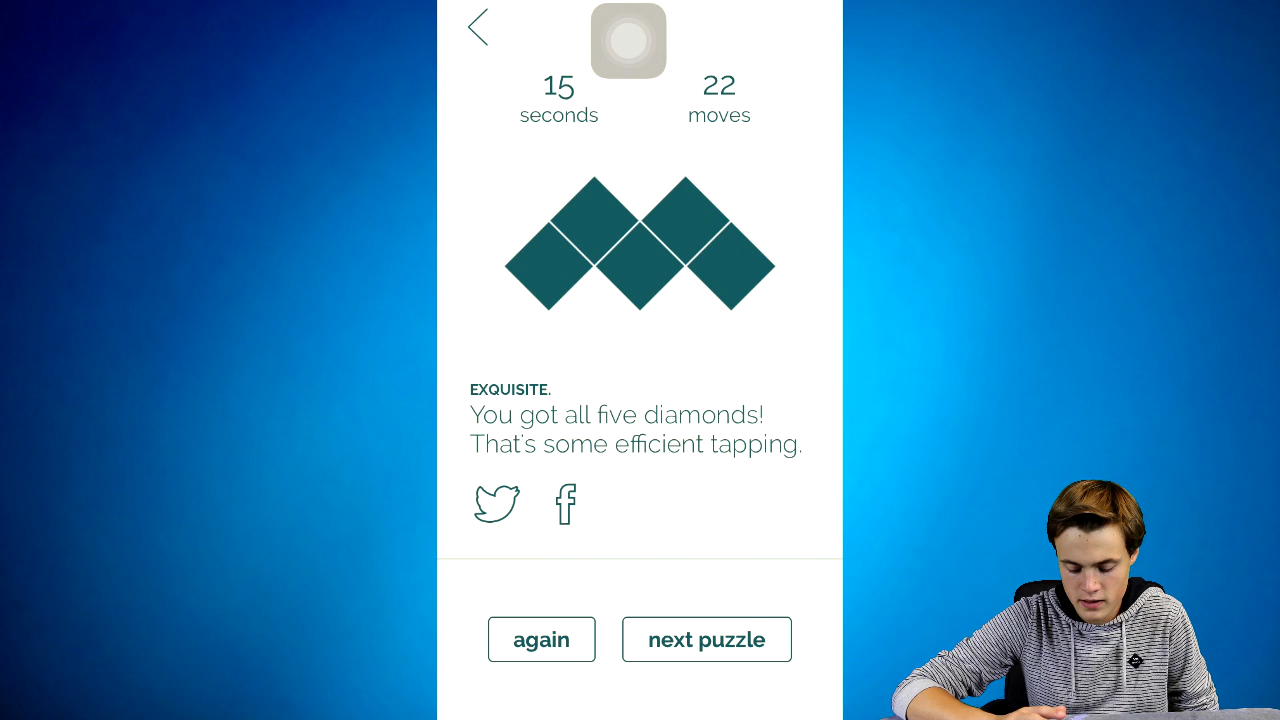 15 22
seconds moves
EXQUISITE.
You got all five diamonds!
That's some efficient tapping.
again next puzzle